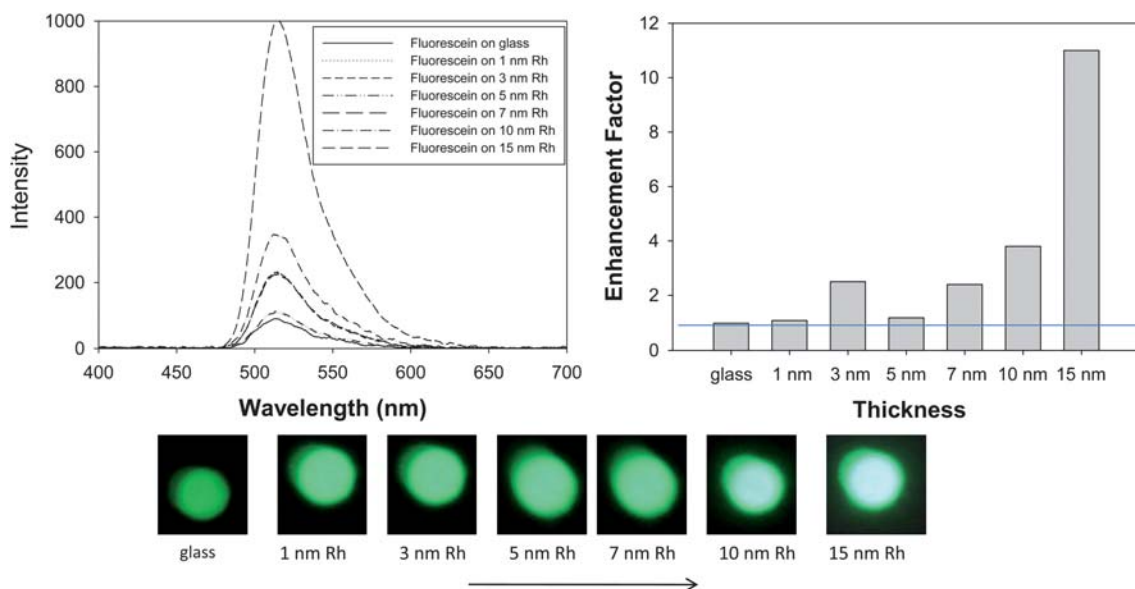 Intensity
1000
800
600
400
200
0
400 450 500 550 600 650 700
Wavelength (nm)
Fluorescein on glass
Fluorescein on 1 nm Rh
Fluorescein on 3 nm Rh
Fluorescein on 5 nm Rh
Fluorescein on 7 nm Rh
Fluorescein on 10 nm Rh
Fluorescein on 15 nm Rh
Enhancement Factor
12
10
8
6
4
2
0
glass 1 nm 3 nm 5 nm 7 nm 10 nm 15 nm
Thickness
glass 1 nm Rh 3 nm Rh 5 nm Rh 7 nm Rh 10 nm Rh 15 nm Rh